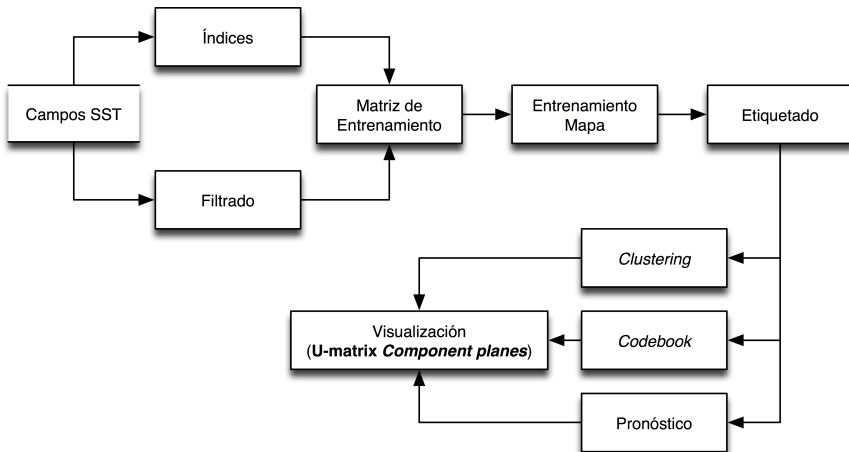 Índices
Campos SST
Matriz de
Entrenamiento
Entrenamiento
Mapa
Etiquetado
Filtrado
Clustering
Visualización
(U-matrix Component planes)
Codebook
Pronóstico